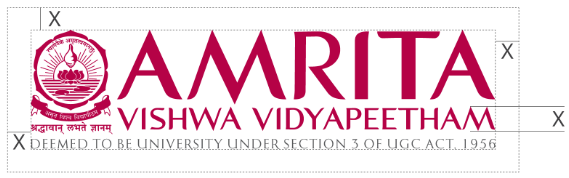 X
AMRITA
X
VISHWA VIDYAPEETHAM
X
श्रद्धावान् लभते ज्ञानम्
X
DEEMED TO BE UNIVERSITY UNDER SECTION 3 OF UGC ACT. 1956